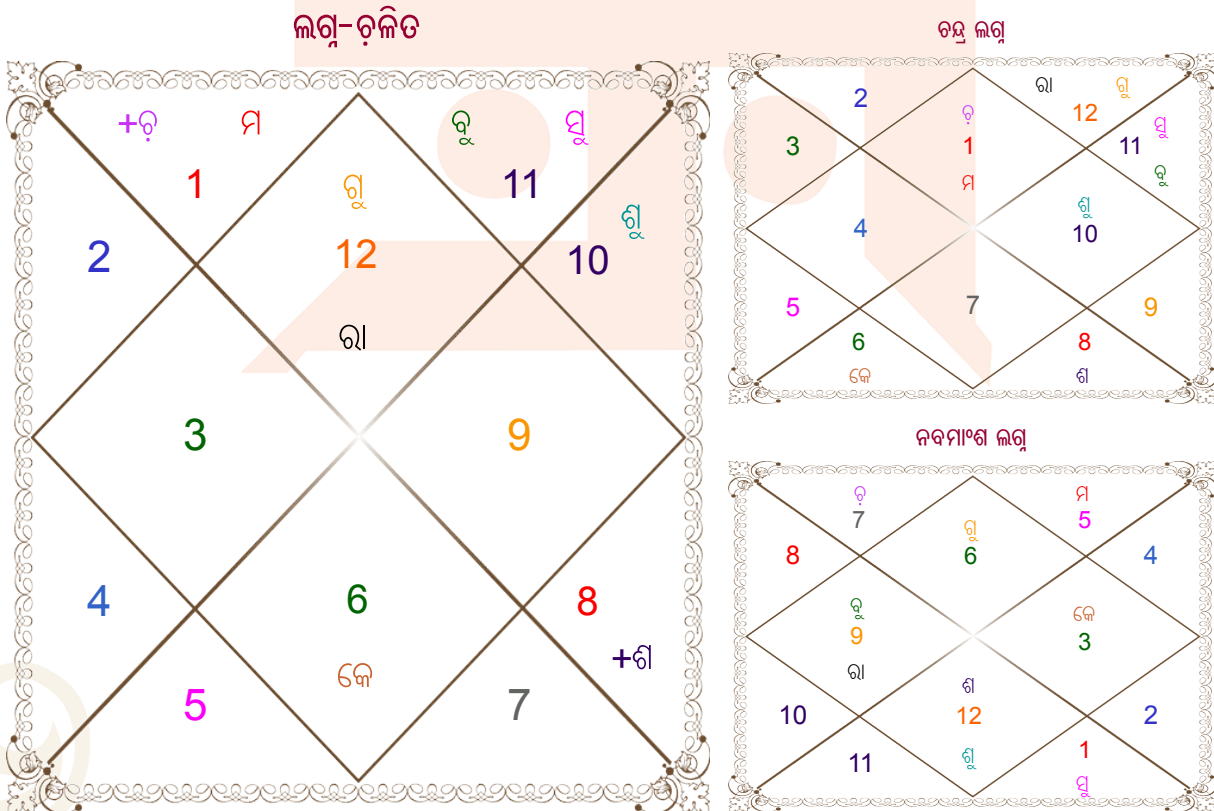 ଲଗ୍ନ-ଚ଼ଳିତ
+ଚ଼ ମ ବୁ ସୁ
1 ଗୁ 11 ଶୁ
2 12 10
ରା
3 9
4 6 8
କେ +ଶ
5 7
ଚନ୍ଦ୍ର ଲଗ୍ନ
ରା ଗୁ
2 ଚ଼ 12 ସୁ
3 1 11
ମ ବୁ
4 ଶୁ
10
5 7 9
6 8
କେ ଶ
ନବମାଂଶ ଲଗ୍ନ
ଚ଼ ମ
7 ଗୁ 5
8 6 4
ବୁ କେ
9 3
ରା ଶ
10 12 2
11 ଶୁ 1
ସୁ